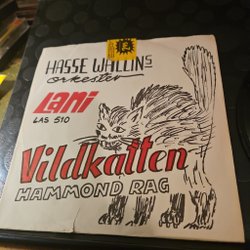 HASSE WALLINS
orkester
Lani
LAS 510
Vildkatten
HAMMOND RAG